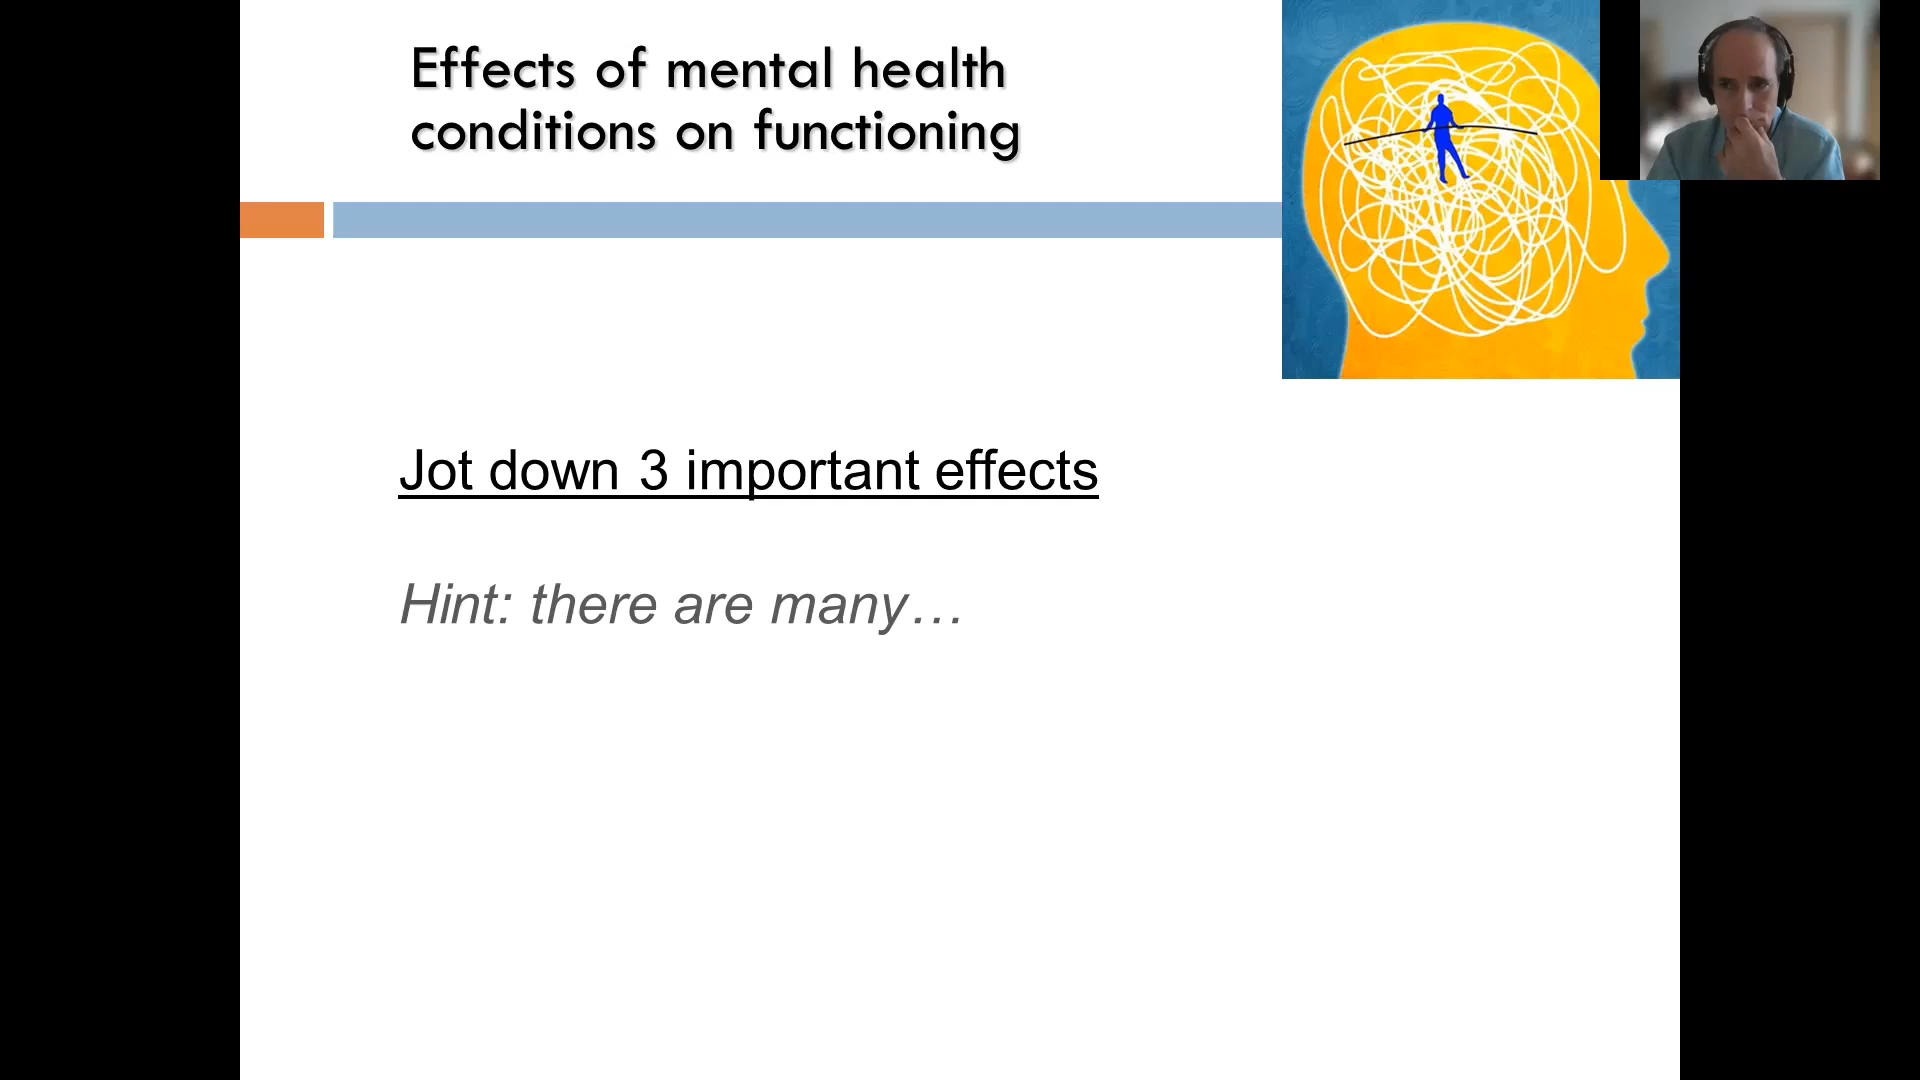 Effects of mental health
conditions on functioning
Jot down 3 important effects
Hint: there are many…